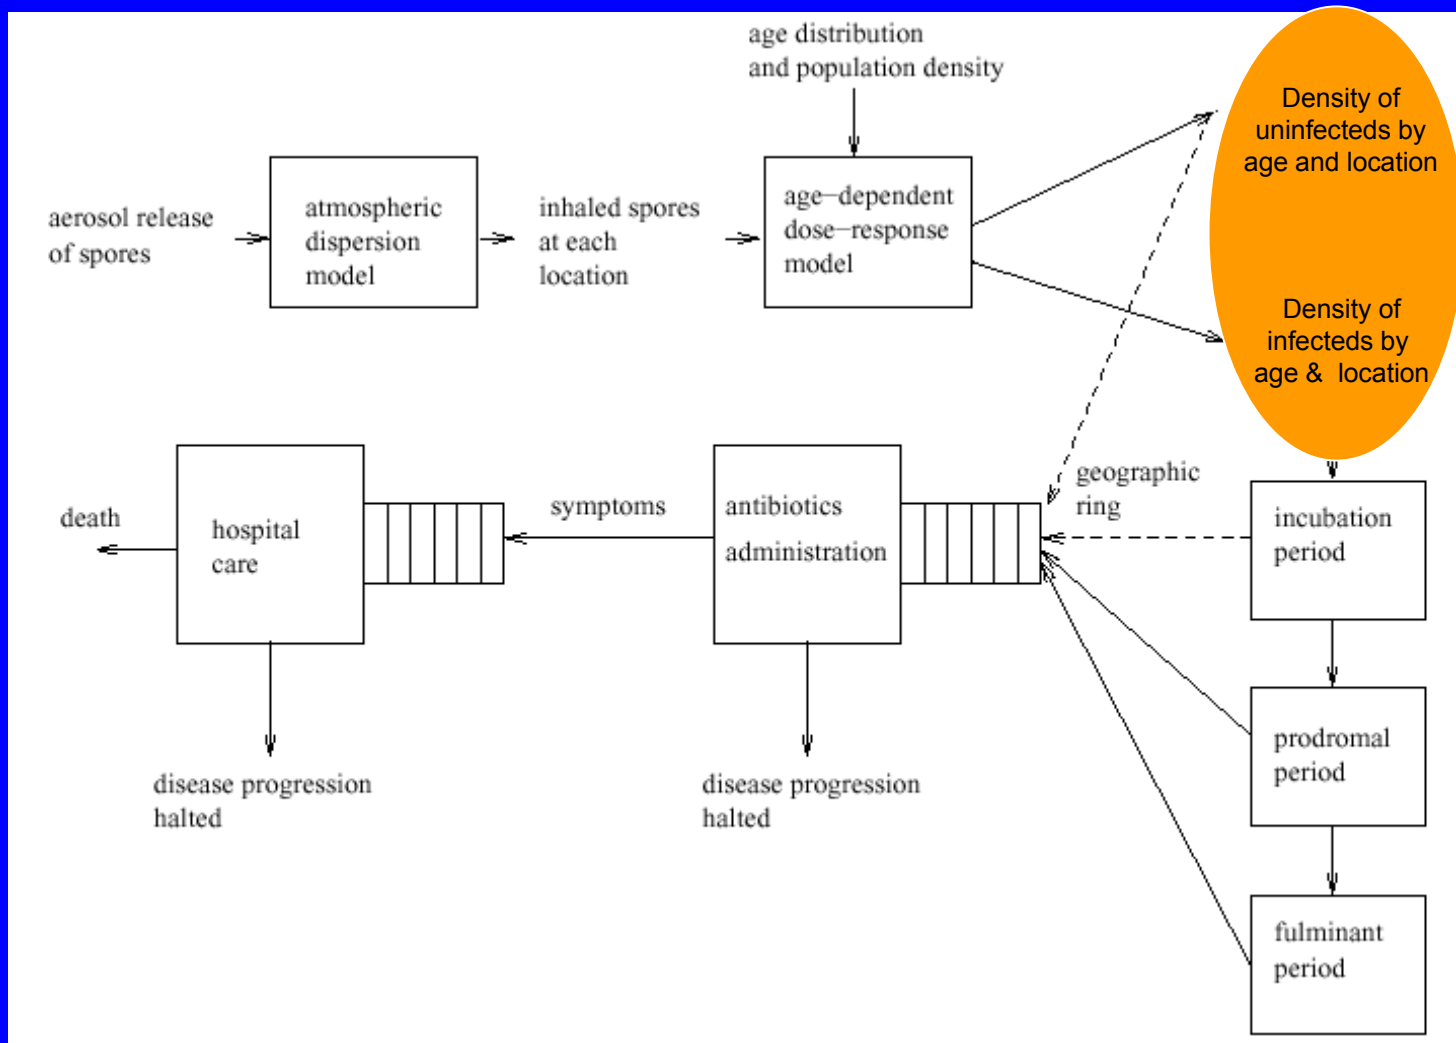 age distribution
and population density
Density of
uninfecteds by
age and location
aerosol release
of spores
atmospheric
dispersion
model
inhaled spores
at each
location
age-dependent
dose-response
model
Density of
infecteds by
age & location
death
hospital
care
symptoms
antibiotics
administration
geographic
ring
incubation
period
disease progression
halted
disease progression
halted
prodromal
period
fulminant
period